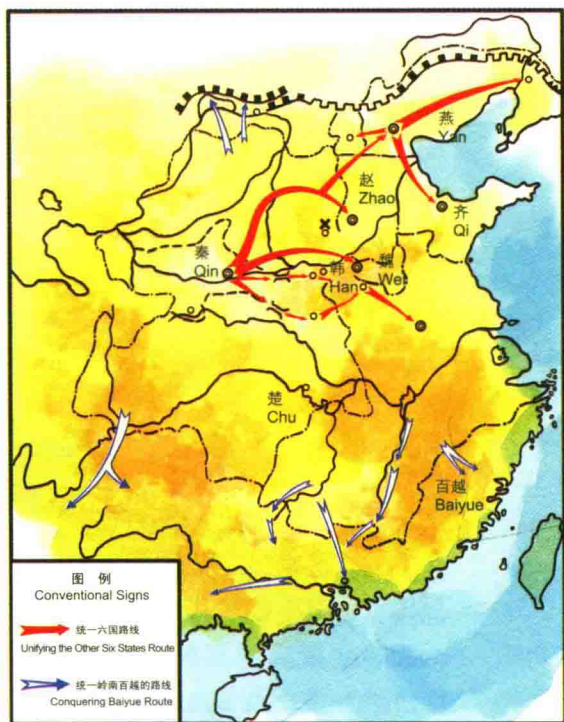 燕
Yan
赵
Zhao
齐
Qi
秦
Qin
魏
Wei
韩
Han
楚
Chu
百越
Baiyue
图 例
Conventional Signs
统一六国路线
Unifying the Other Six States Route
统一岭南百越的路线
Conquering Baiyue Route